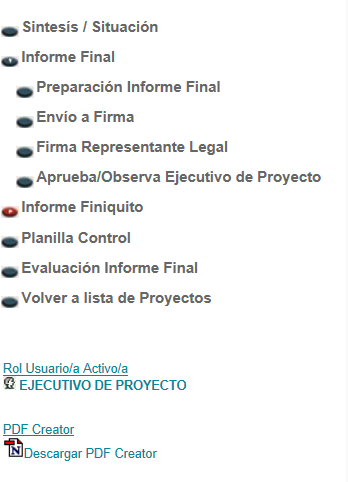 Sintesís / Situación
Informe Final
Preparación Informe Final
Envío a Firma
Firma Representante Legal
Aprueba/Observa Ejecutivo de Proyecto
Informe Finiquito
Planilla Control
Evaluación Informe Final
Volver a lista de Proyectos
Rol Usuario/a Activo/a
EJECUTIVO DE PROYECTO
PDF Creator
Descargar PDF Creator